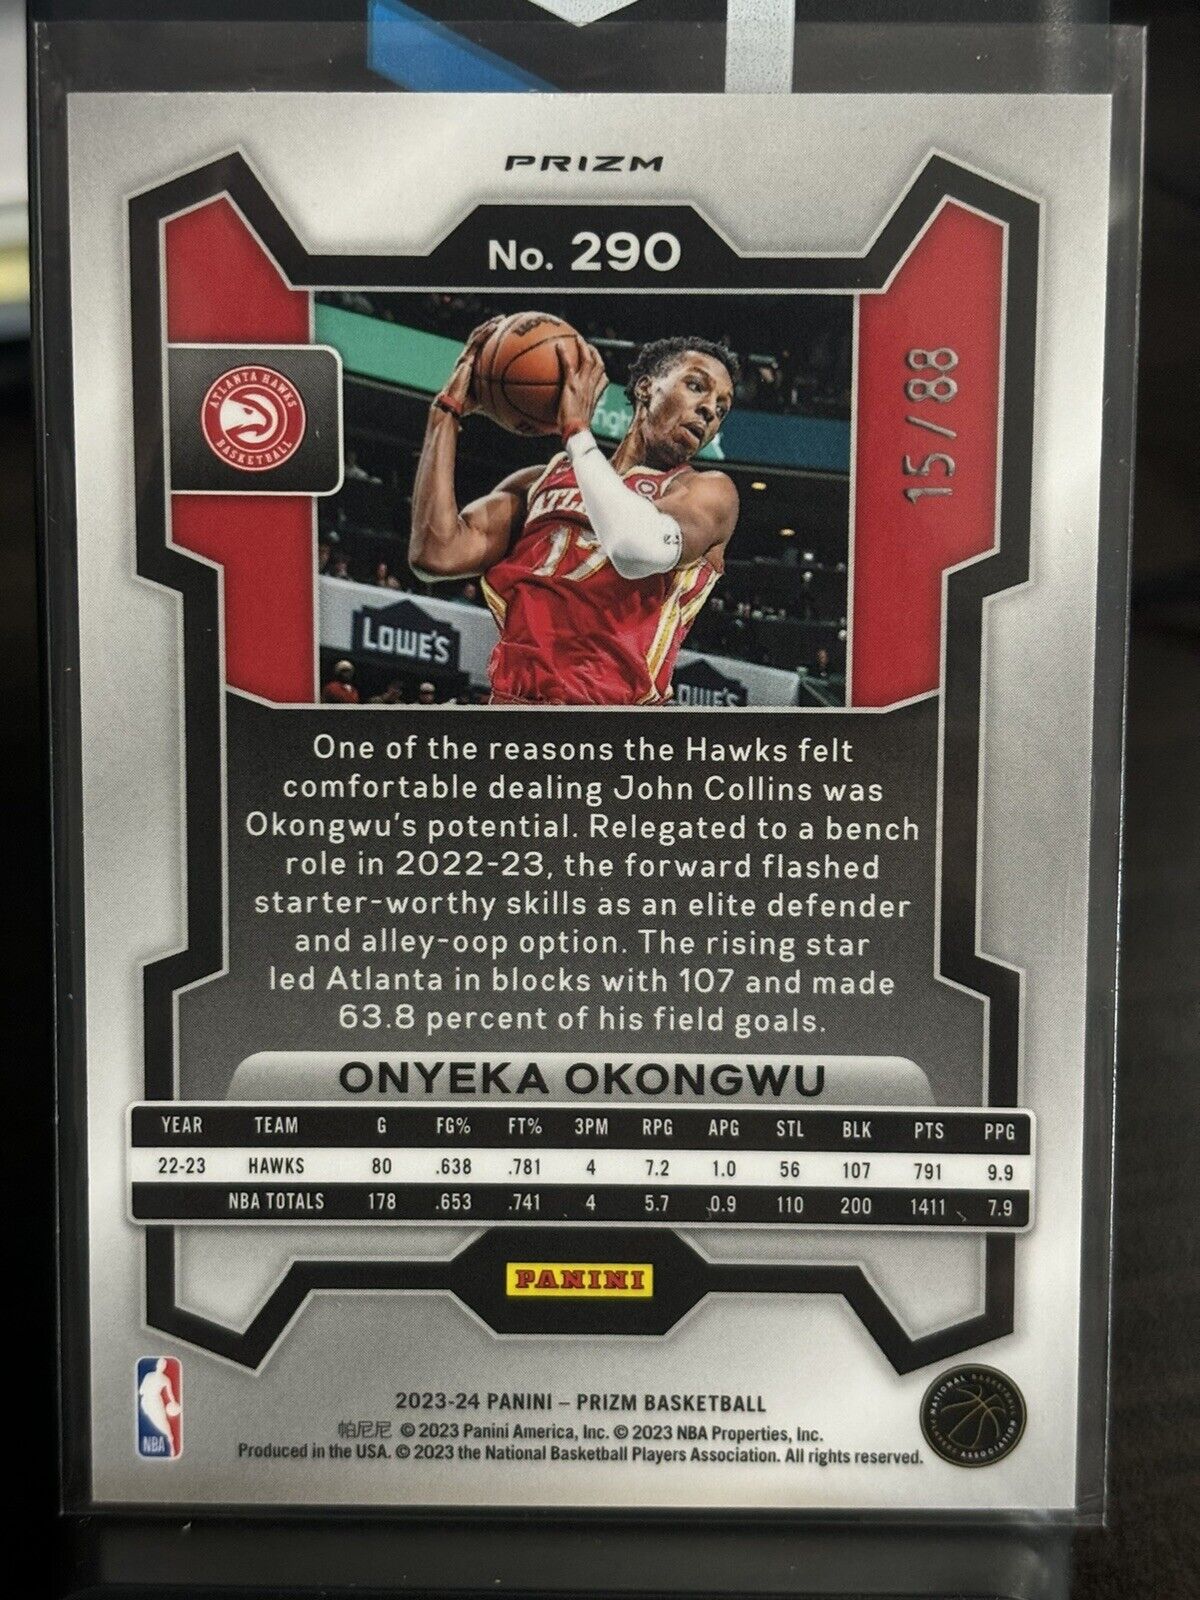 PRIZM
No. 290
ATLANTA HAWKS
BASKETBALL
15/88
17
LOWE'S
One of the reasons the Hawks felt
comfortable dealing John Collins was
Okongwu's potential. Relegated to a bench
role in 2022-23, the forward flashed
starter-worthy skills as an elite defender
and alley-oop option. The rising star
led Atlanta in blocks with 107 and made
63.8 percent of his field goals.
ONYEKA OKONGWU
YEAR TEAM G FG% FT% 3PM RPG APG STL BLK PTS PPG
22-23 HAWKS 80 .638 .781 4 7.2 1.0 56 107 791 9.9
NBA TOTALS 178 .653 .741 4 5.7 0.9 110 200 1411 7.9
PANINI
NBA
2023-24 PANINI – PRIZM BASKETBALL
帕尼尼 © 2023 Panini America, Inc. © 2023 NBA Properties, Inc.
Produced in the USA. © 2023 the National Basketball Players Association. All rights reserved.
NATIONAL BASKETBALL
PLAYERS ASSOCIATION